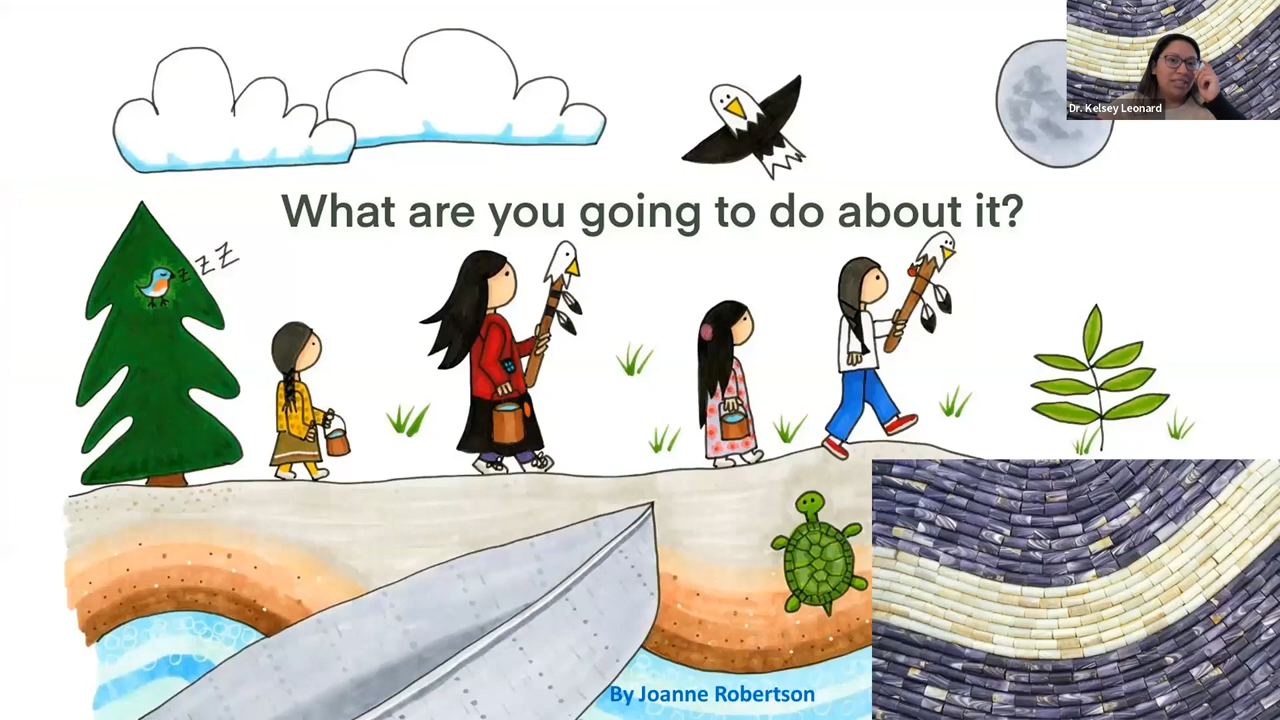 Dr. Kelsey Leonard
What are you going to do about it?
z Z Z
By Joanne Robertson